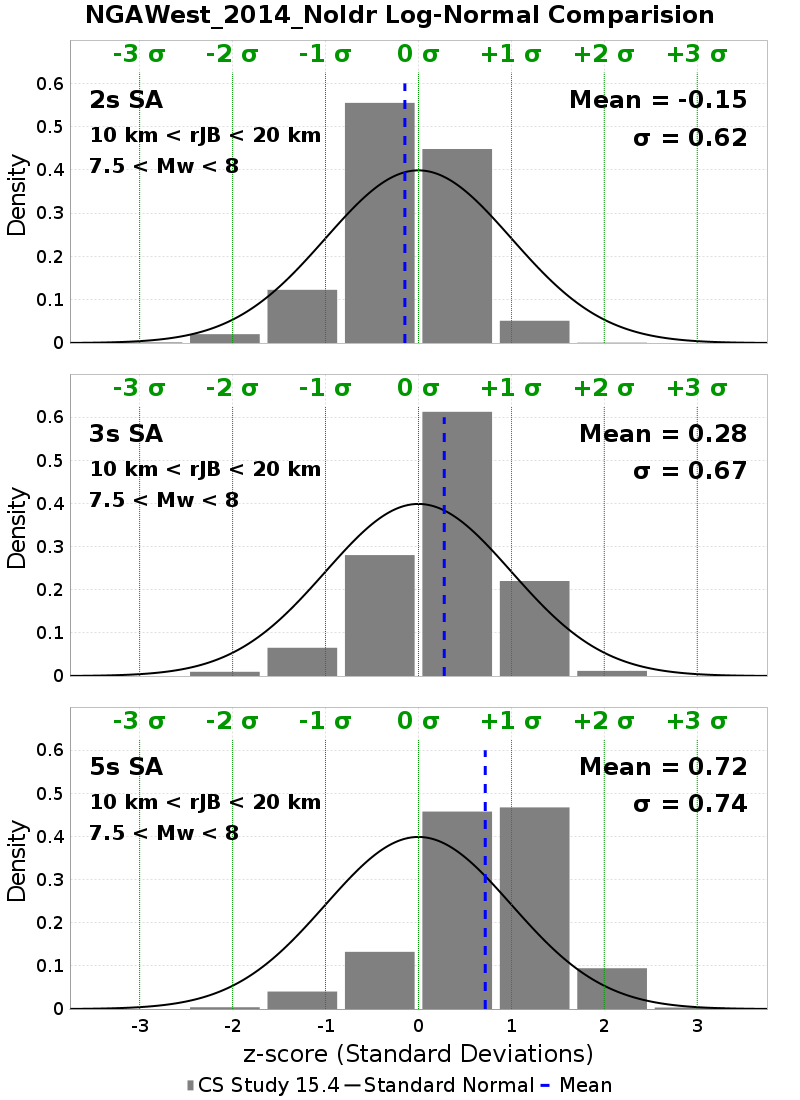 NGAWest_2014_NoIdr Log-Normal Comparision
-3 σ -2 σ -1 σ 0 σ +1 σ +2 σ +3 σ
0.6
2s SA Mean = -0.15
0.5
10 km < rJB < 20 km σ = 0.62
7.5 < Mw < 8
0.4
Density
0.3
0.2
0.1
0
-3 σ -2 σ -1 σ 0 σ +1 σ +2 σ +3 σ
0.6
3s SA Mean = 0.28
0.5
10 km < rJB < 20 km σ = 0.67
7.5 < Mw < 8
0.4
Density
0.3
0.2
0.1
0
-3 σ -2 σ -1 σ 0 σ +1 σ +2 σ +3 σ
0.6
5s SA Mean = 0.72
0.5
10 km < rJB < 20 km σ = 0.74
7.5 < Mw < 8
0.4
Density
0.3
0.2
0.1
0
-3 -2 -1 0 1 2 3
z-score (Standard Deviations)
CS Study 15.4 Standard Normal Mean